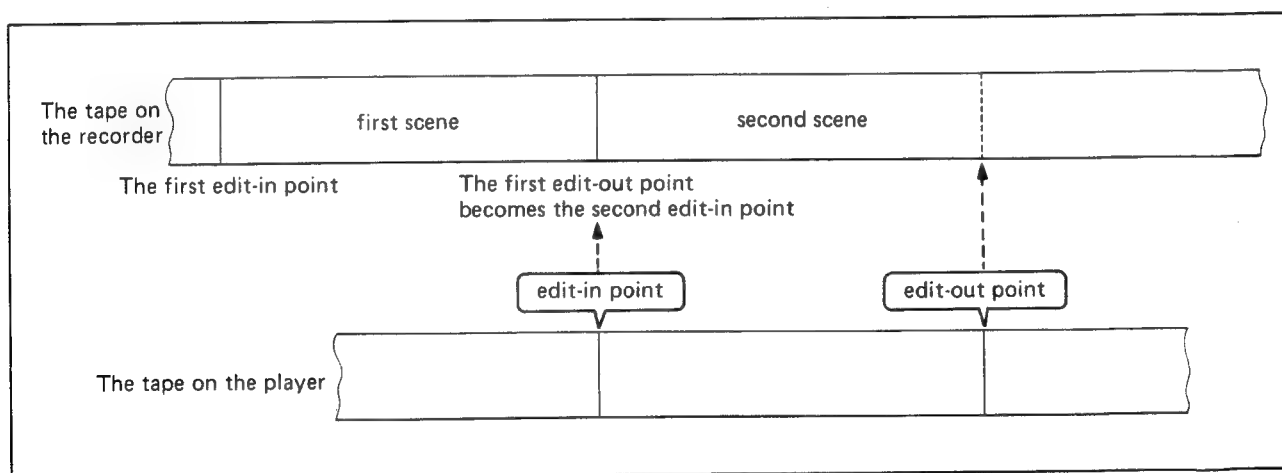 The tape on
the recorder
first scene
second scene
The first edit-in point
The first edit-out point
becomes the second edit-in point
edit-in point
edit-out point
The tape on the player